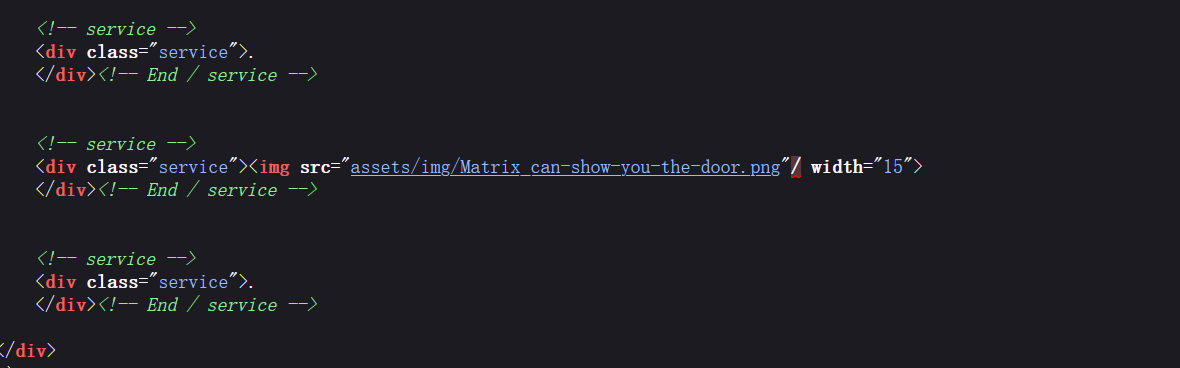 <!-- service -->
<div class="service">.
</div><!-- End / service -->
<!-- service -->
<div class="service"><img src="assets/img/Matrix_can-show-you-the-door.png"/ width="15">
</div><!-- End / service -->
<!-- service -->
<div class="service">.
</div><!-- End / service -->
</div>